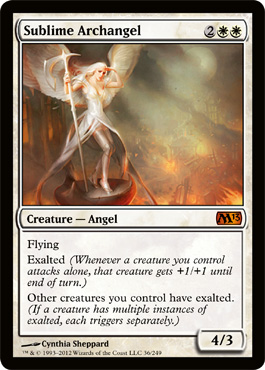 Sublime Archangel 2
Creature — Angel M13
Flying
Exalted (Whenever a creature you control
attacks alone, that creature gets +1/+1 until
end of turn.)
Other creatures you control have exalted.
(If a creature has multiple instances of
exalted, each triggers separately.)
Cynthia Sheppard
™ & © 1993–2012 Wizards of the Coast LLC 36/249
4/3